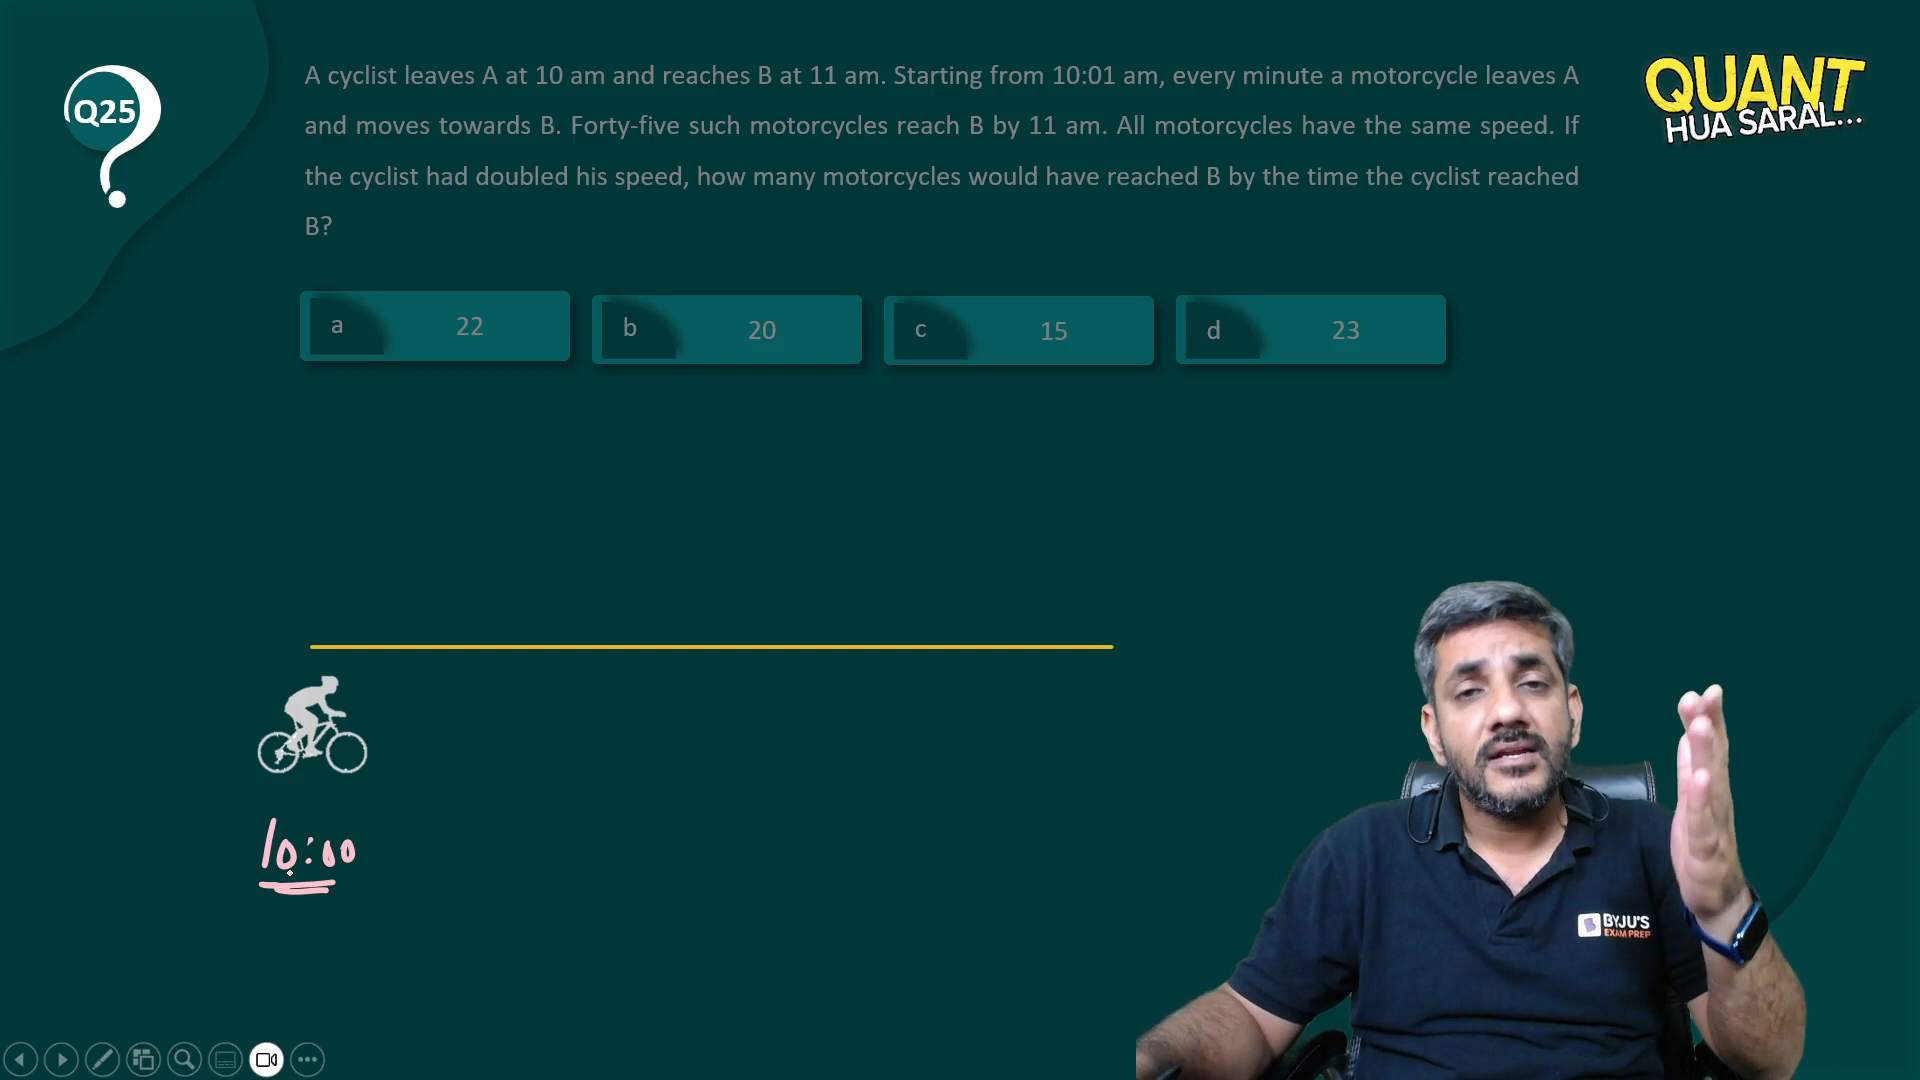 Q25
A cyclist leaves A at 10 am and reaches B at 11 am. Starting from 10:01 am, every minute a motorcycle leaves A
and moves towards B. Forty-five such motorcycles reach B by 11 am. All motorcycles have the same speed. If
the cyclist had doubled his speed, how many motorcycles would have reached B by the time the cyclist reached
B?
QUANT
HUA SARAL...
a 22 b 20 c 15 d 23
10:00
BYJU'S
EXAM PREP